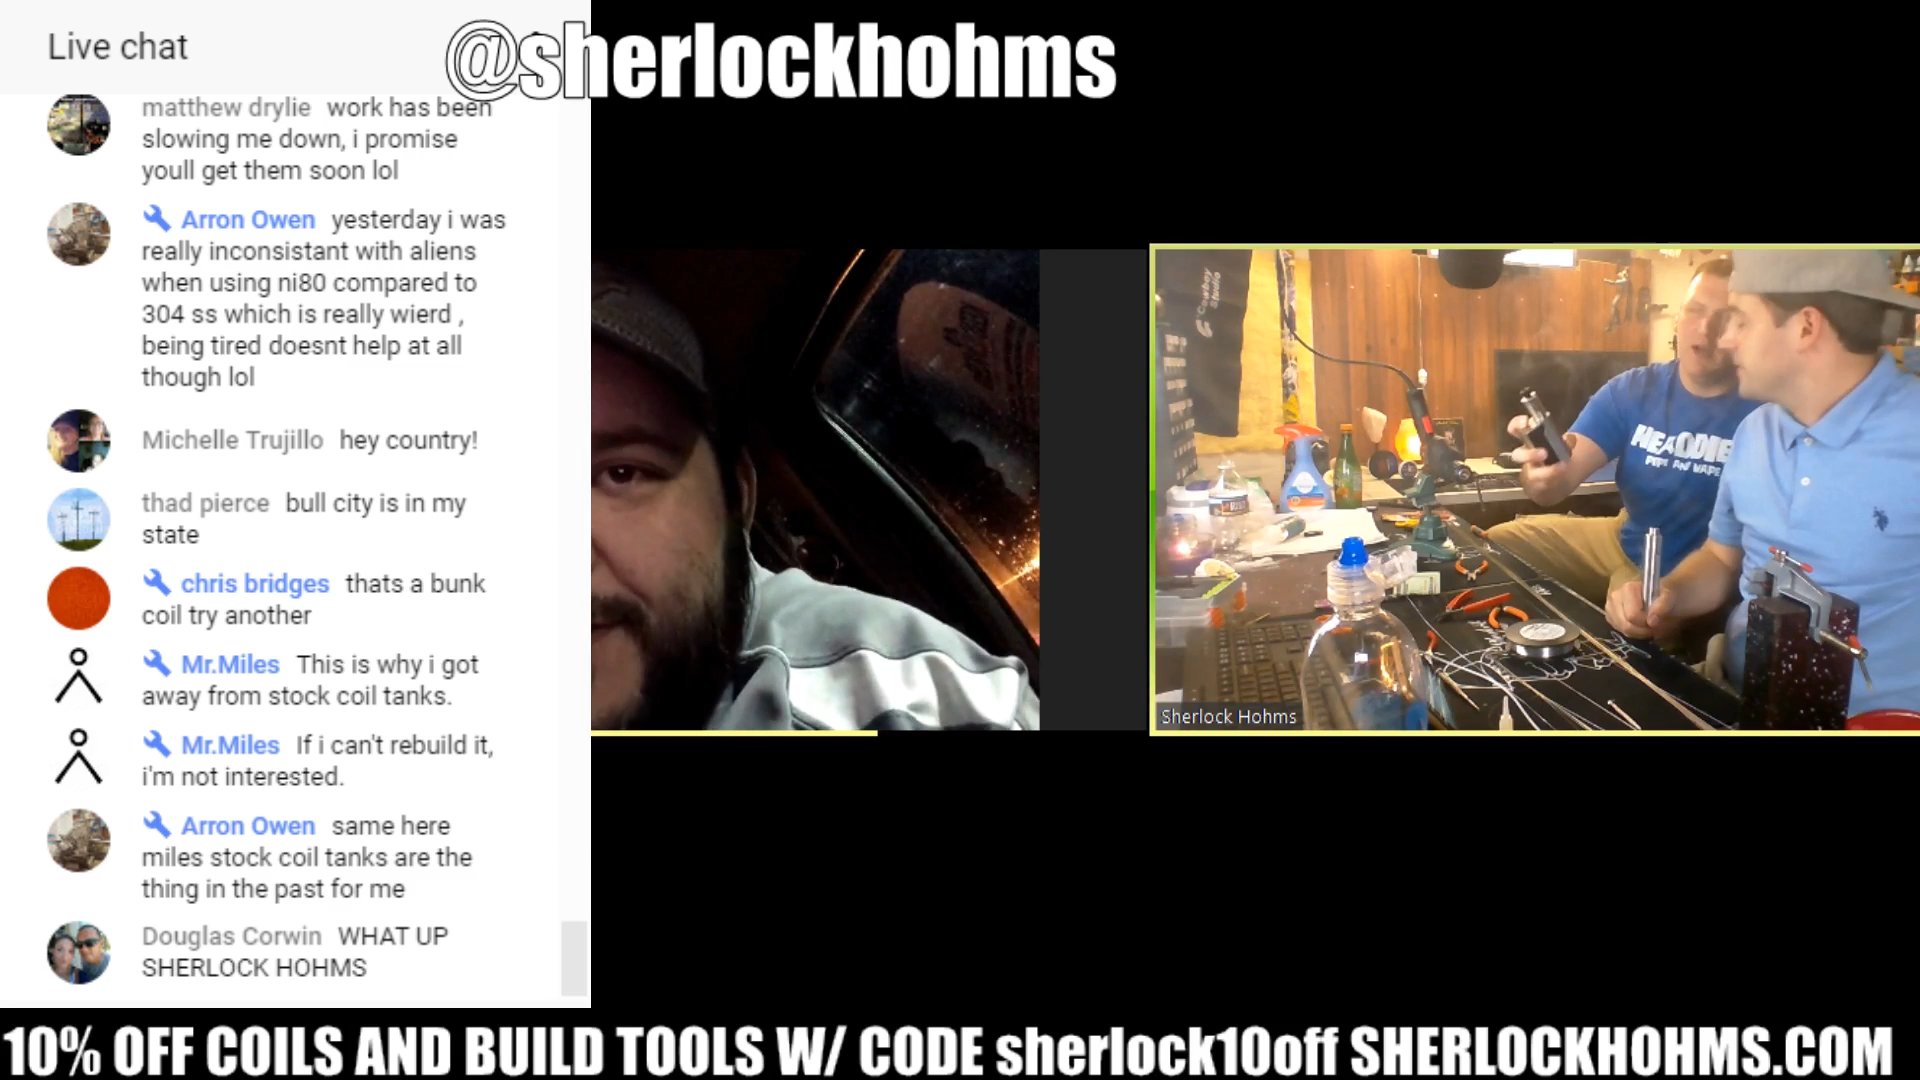 Live chat
@sherlockhohms
matthew drylie work has been
slowing me down, i promise
youll get them soon lol
Arron Owen yesterday i was
really inconsistant with aliens
when using ni80 compared to
304 ss which is really wierd ,
being tired doesnt help at all
though lol
Michelle Trujillo hey country!
thad pierce bull city is in my
state
chris bridges thats a bunk
coil try another
Mr.Miles This is why i got
away from stock coil tanks.
Mr.Miles If i can't rebuild it,
i'm not interested.
Arron Owen same here
miles stock coil tanks are the
thing in the past for me
Douglas Corwin WHAT UP
SHERLOCK HOHMS
Cowboy
Studio
PIPE AND VAPE
Sherlock Hohms
10% OFF COILS AND BUILD TOOLS W/ CODE sherlock10off SHERLOCKHOHMS.COM